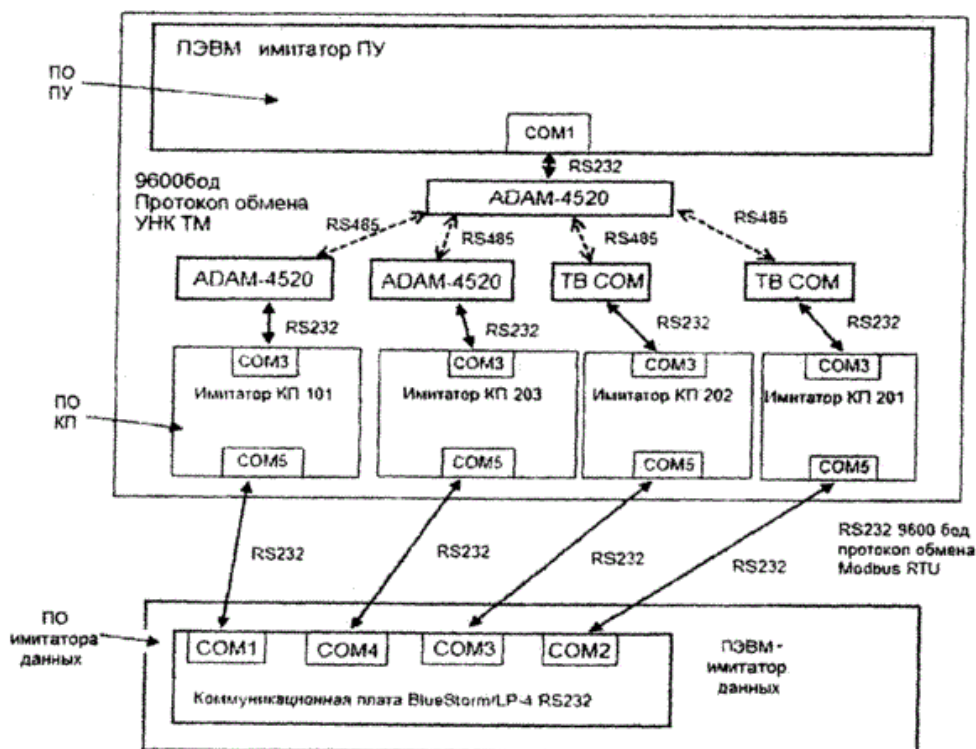 ПЭВМ имитатор ПУ
ПО
ПУ
COM1
RS232
9600бод
Протокол обмена
УНК ТМ
ADAM-4520
RS485
RS485
RS485
RS485
ADAM-4520
ADAM-4520
TB COM
TB COM
RS232
RS232
RS232
RS232
COM3
COM3
COM3
COM3
Имитатор КП 101
Имитатор КП 203
Имитатор КП 202
Имитатор КП 201
ПО
КП
COM5
COM5
COM5
COM5
RS232
RS232
RS232
RS232
RS232 9600 бод
протокол обмена
Modbus RTU
ПО
имитатора
данных
COM1
COM4
COM3
COM2
ПЭВМ -
имитатор
данных
Коммуникационная плата BlueStorm/LP-4 RS232